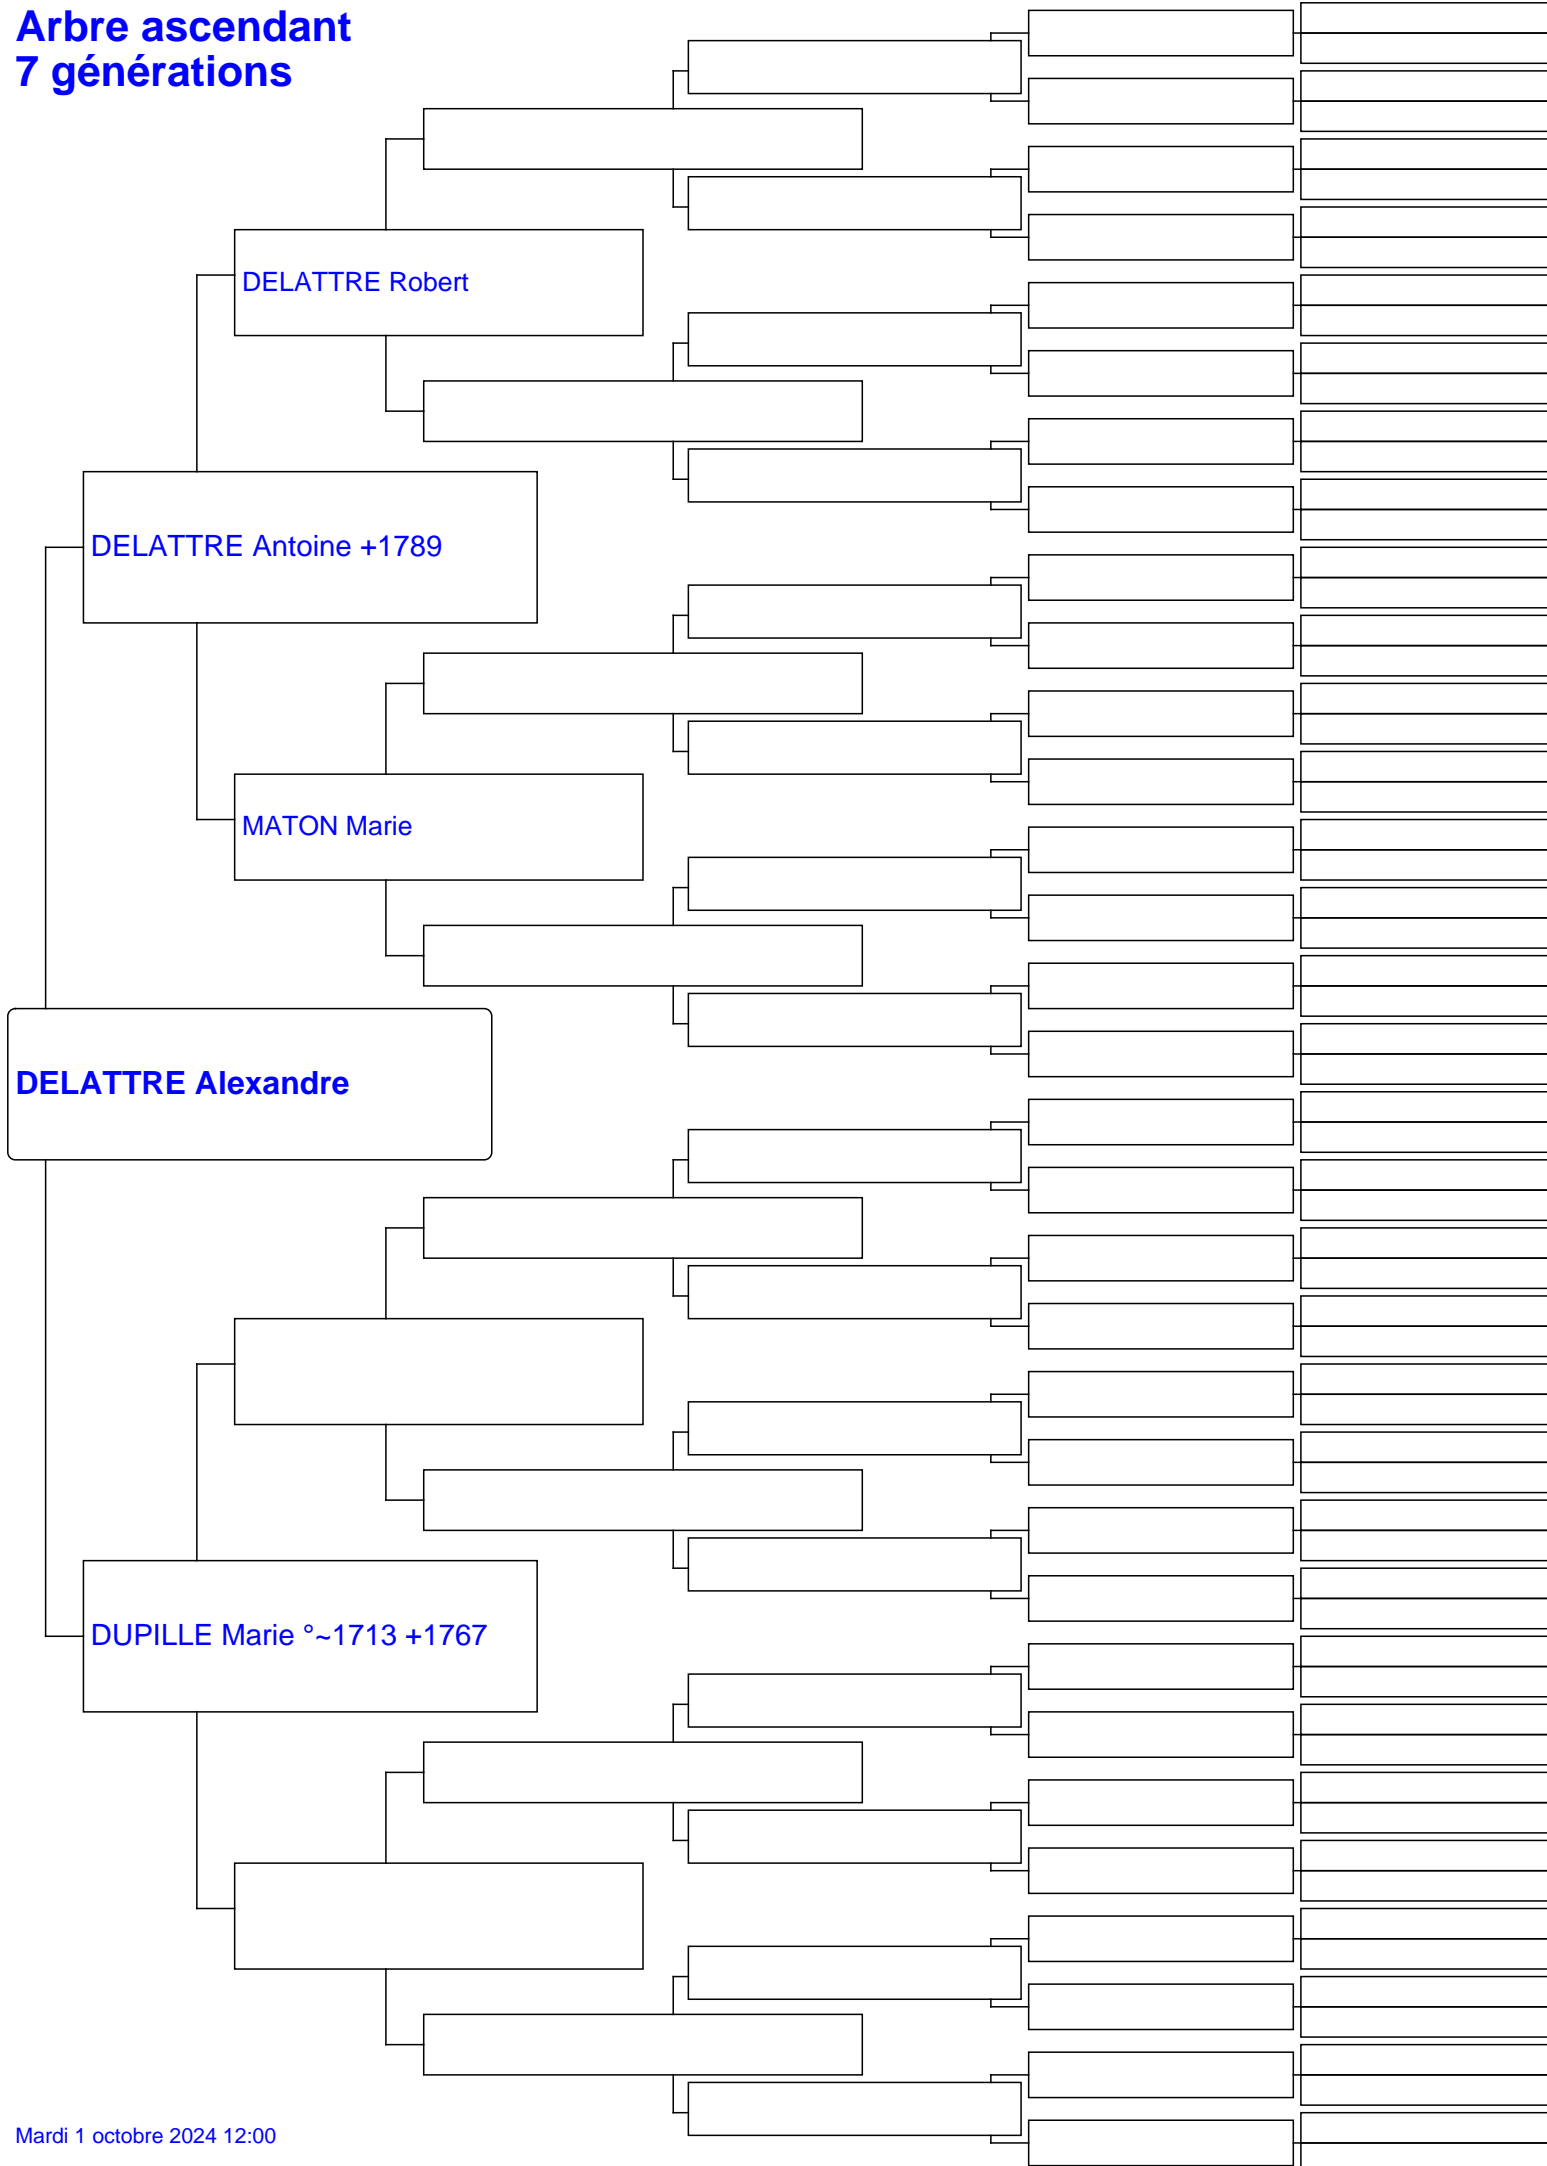 Arbre ascendant
7 générations
DELATTRE Robert
DELATTRE Antoine +1789
MATON Marie
DELATTRE Alexandre
DUPILLE Marie °~1713 +1767
Mardi 1 octobre 2024 12:00